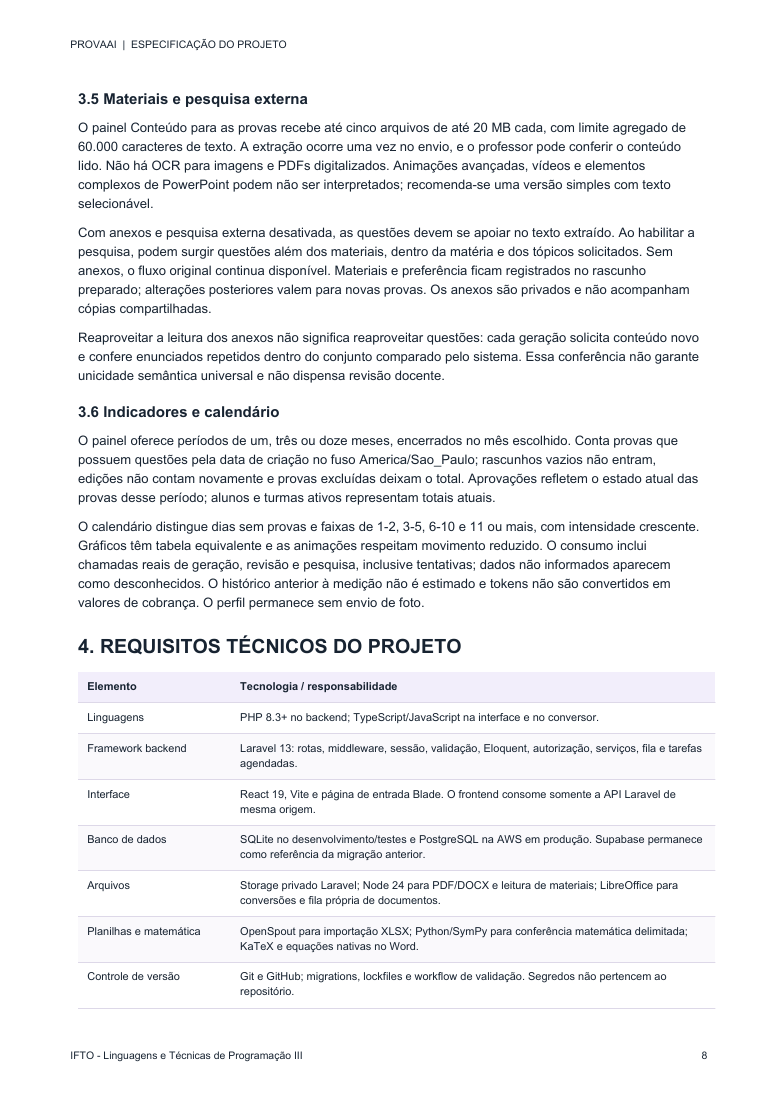 PROVAAI | ESPECIFICAÇÃO DO PROJETO
3.5 Materiais e pesquisa externa
O painel Conteúdo para as provas recebe até cinco arquivos de até 20 MB cada, com limite agregado de
60.000 caracteres de texto. A extração ocorre uma vez no envio, e o professor pode conferir o conteúdo
lido. Não há OCR para imagens e PDFs digitalizados. Animações avançadas, vídeos e elementos
complexos de PowerPoint podem não ser interpretados; recomenda-se uma versão simples com texto
selecionável.
Com anexos e pesquisa externa desativada, as questões devem se apoiar no texto extraído. Ao habilitar a
pesquisa, podem surgir questões além dos materiais, dentro da matéria e dos tópicos solicitados. Sem
anexos, o fluxo original continua disponível. Materiais e preferência ficam registrados no rascunho
preparado; alterações posteriores valem para novas provas. Os anexos são privados e não acompanham
cópias compartilhadas.
Reaproveitar a leitura dos anexos não significa reaproveitar questões: cada geração solicita conteúdo novo
e confere enunciados repetidos dentro do conjunto comparado pelo sistema. Essa conferência não garante
unicidade semântica universal e não dispensa revisão docente.
3.6 Indicadores e calendário
O painel oferece períodos de um, três ou doze meses, encerrados no mês escolhido. Conta provas que
possuem questões pela data de criação no fuso America/Sao_Paulo; rascunhos vazios não entram,
edições não contam novamente e provas excluídas deixam o total. Aprovações refletem o estado atual das
provas desse período; alunos e turmas ativos representam totais atuais.
O calendário distingue dias sem provas e faixas de 1-2, 3-5, 6-10 e 11 ou mais, com intensidade crescente.
Gráficos têm tabela equivalente e as animações respeitam movimento reduzido. O consumo inclui
chamadas reais de geração, revisão e pesquisa, inclusive tentativas; dados não informados aparecem
como desconhecidos. O histórico anterior à medição não é estimado e tokens não são convertidos em
valores de cobrança. O perfil permanece sem envio de foto.
4. REQUISITOS TÉCNICOS DO PROJETO
Elemento Tecnologia / responsabilidade
Linguagens PHP 8.3+ no backend; TypeScript/JavaScript na interface e no conversor.
Framework backend Laravel 13: rotas, middleware, sessão, validação, Eloquent, autorização, serviços, fila e tarefas
agendadas.
Interface React 19, Vite e página de entrada Blade. O frontend consome somente a API Laravel de
mesma origem.
Banco de dados SQLite no desenvolvimento/testes e PostgreSQL na AWS em produção. Supabase permanece
como referência da migração anterior.
Arquivos Storage privado Laravel; Node 24 para PDF/DOCX e leitura de materiais; LibreOffice para
conversões e fila própria de documentos.
Planilhas e matemática OpenSpout para importação XLSX; Python/SymPy para conferência matemática delimitada;
KaTeX e equações nativas no Word.
Controle de versão Git e GitHub; migrations, lockfiles e workflow de validação. Segredos não pertencem ao
repositório.
IFTO - Linguagens e Técnicas de Programação III 8